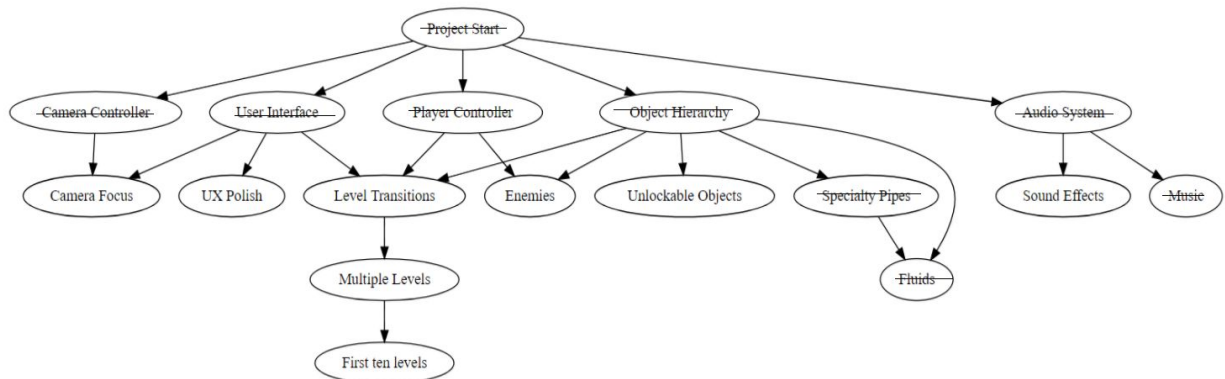 Project Start
Camera Controller
User Interface
Player Controller
Object Hierarchy
Audio System
Camera Focus
UX Polish
Level Transitions
Enemies
Unlockable Objects
Specialty Pipes
Sound Effects
Music
Multiple Levels
Fluids
First ten levels